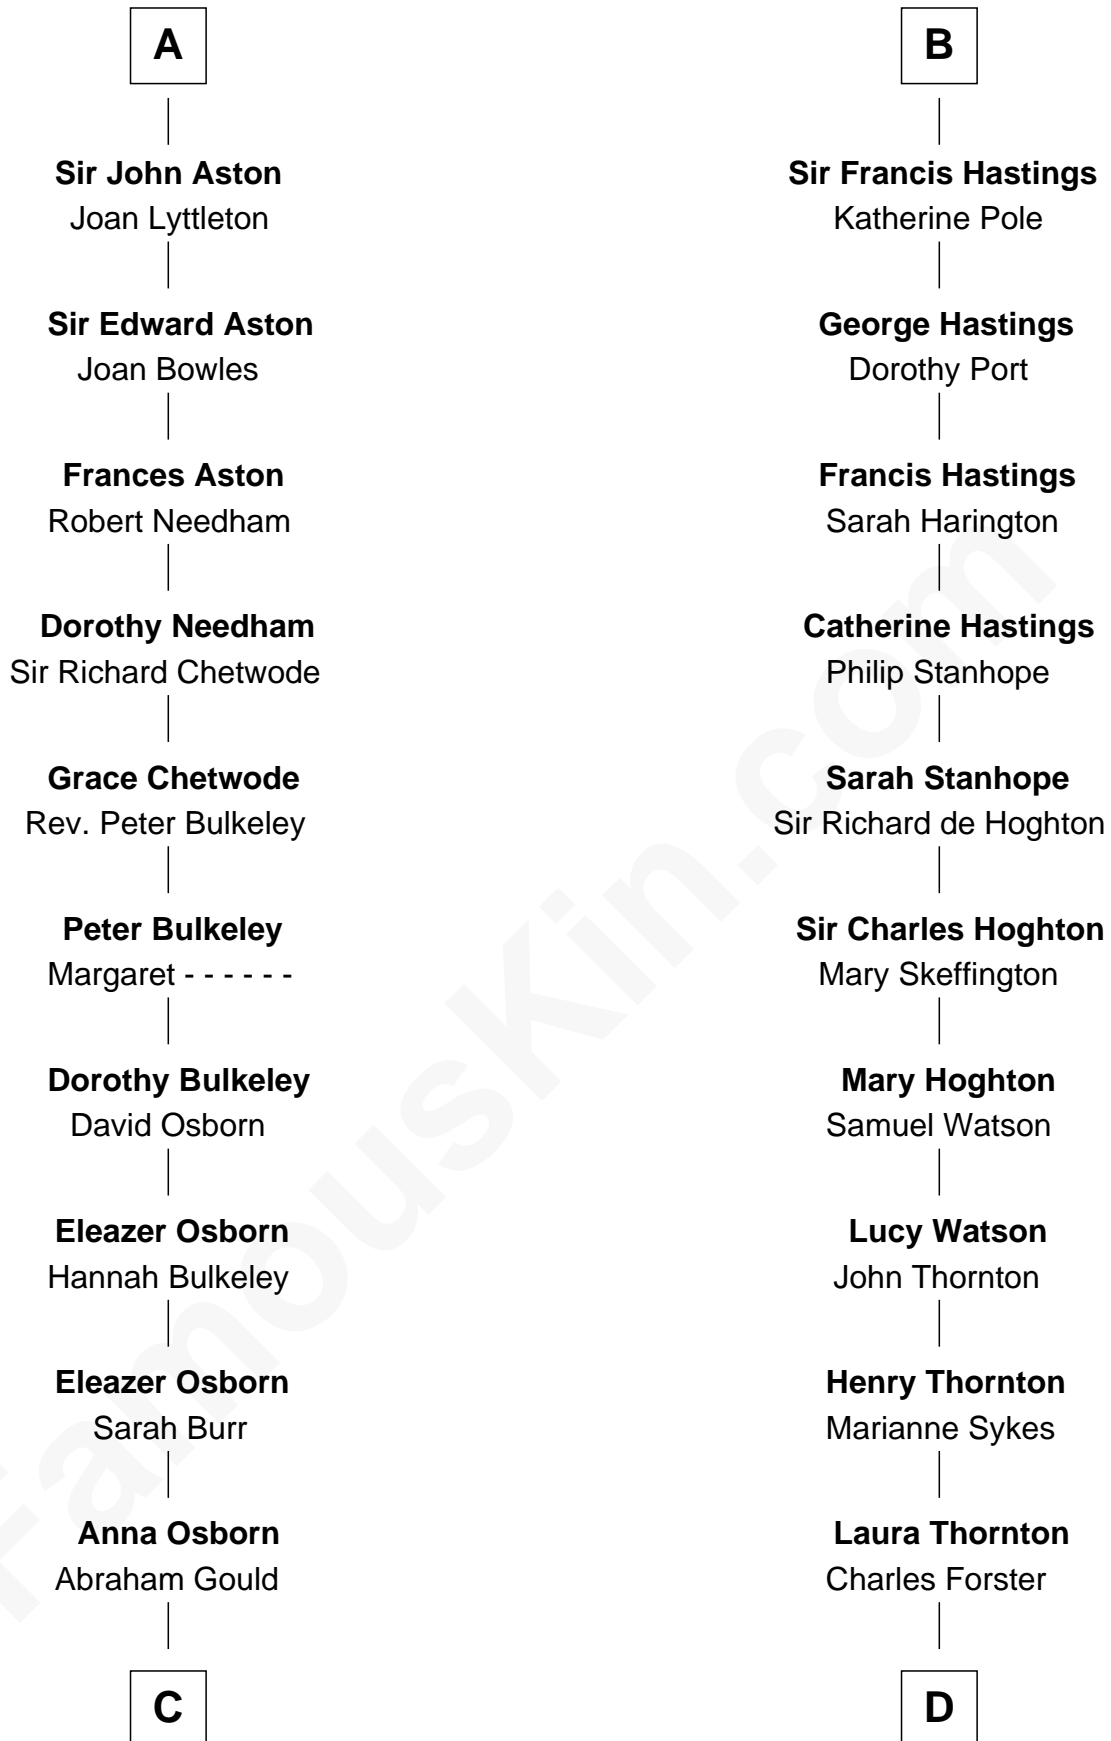 A
Sir John Aston
Joan Lyttleton
Sir Edward Aston
Joan Bowles
Frances Aston
Robert Needham
Dorothy Needham
Sir Richard Chetwode
Grace Chetwode
Rev. Peter Bulkeley
Peter Bulkeley
Margaret - - - - - -
Dorothy Bulkeley
David Osborn
Eleazer Osborn
Hannah Bulkeley
Eleazer Osborn
Sarah Burr
Anna Osborn
Abraham Gould
C
B
Sir Francis Hastings
Katherine Pole
George Hastings
Dorothy Port
Francis Hastings
Sarah Harington
Catherine Hastings
Philip Stanhope
Sarah Stanhope
Sir Richard de Hoghton
Sir Charles Hoghton
Mary Skeffington
Mary Hoghton
Samuel Watson
Lucy Watson
John Thornton
Henry Thornton
Marianne Sykes
Laura Thornton
Charles Forster
D
FamousKin.com